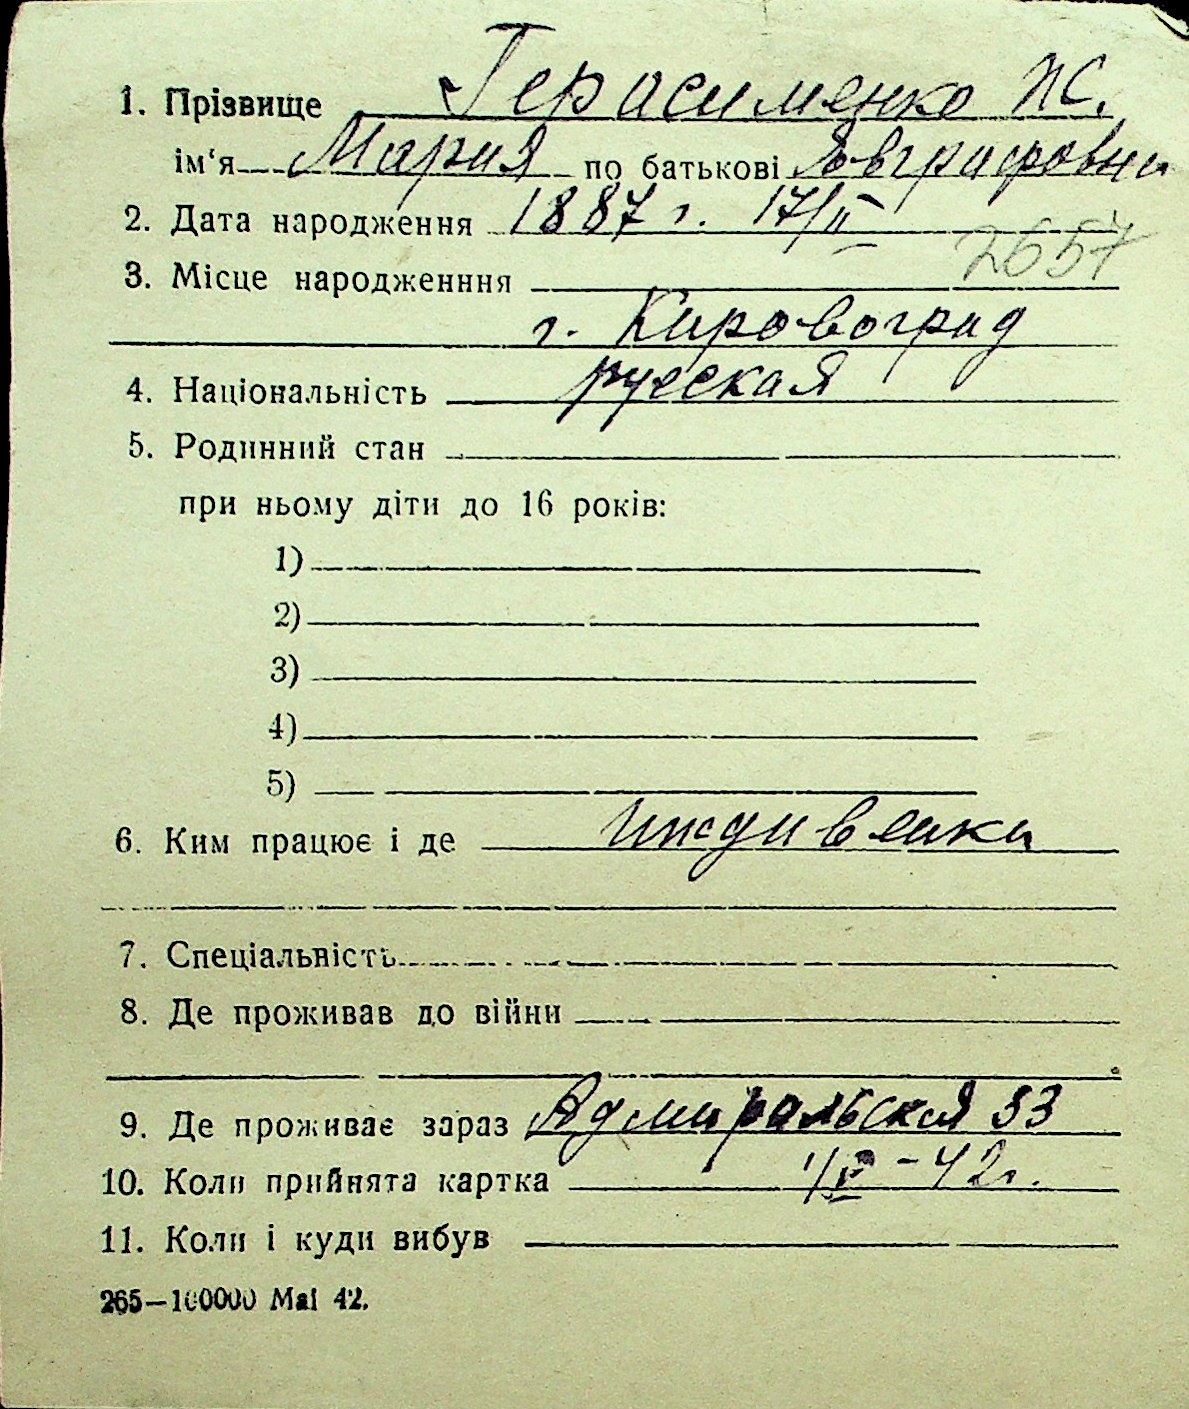 1. Прізвище Герасименко Ж.
ім'я Мария по батькові Евграфовна
2. Дата народження 1887 г. 17/II
2657
3. Місце народженння
г. Кировоград
4. Національність русская
5. Родинний стан
при ньому діти до 16 років:
1)
2)
3)
4)
5)
6. Ким працює і де иждивенка
7. Спеціальність
8. Де проживав до війни
9. Де проживає зараз Адмиральская 33
10. Коли прийнята картка -42г.
11. Коли і куди вибув
265—100000 Mai 42.